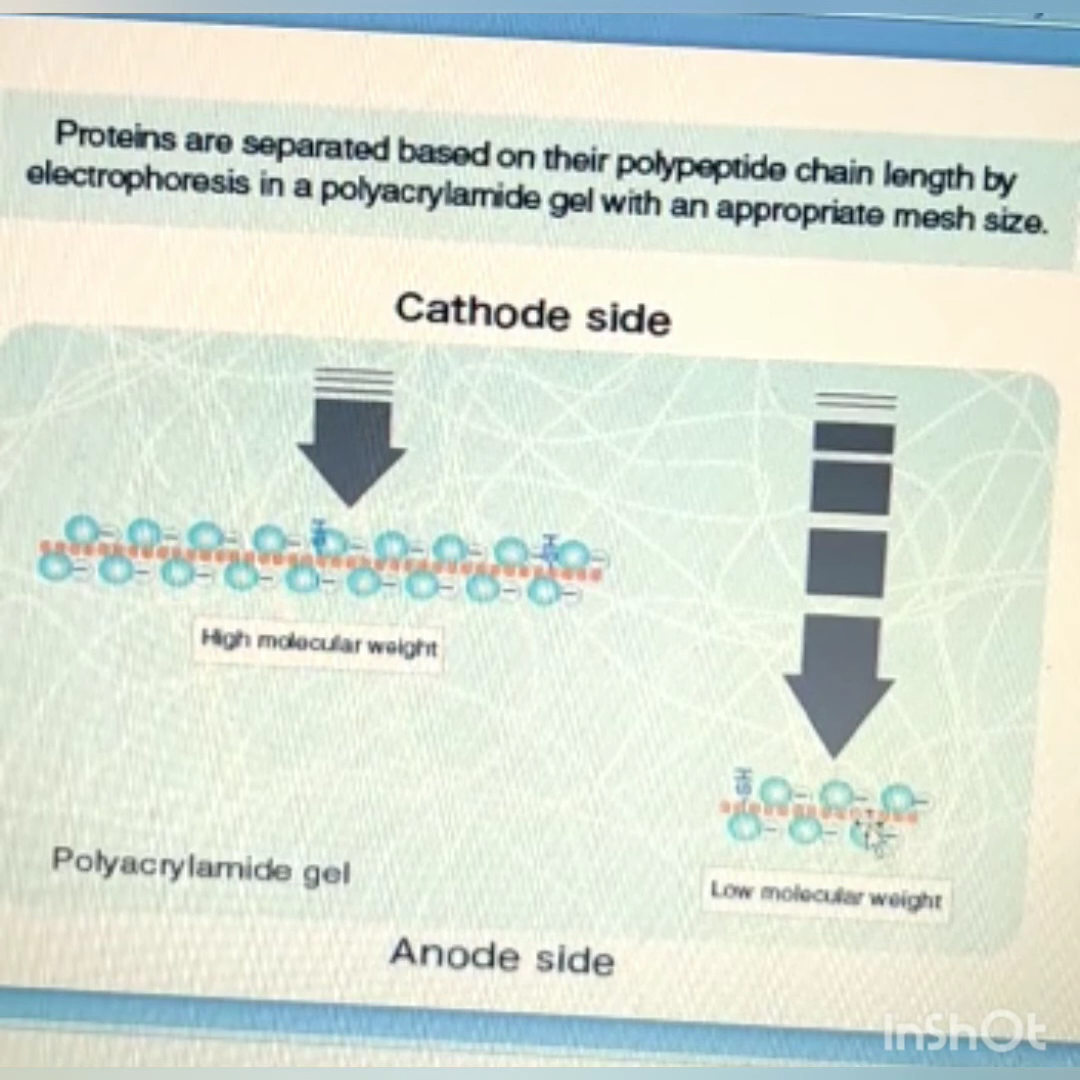 Proteins are separated based on their polypeptide chain length by
electrophoresis in a polyacrylamide gel with an appropriate mesh size.
Cathode side
High molecular weight
SH
Low molecular weight
Polyacrylamide gel
Anode side
InShOt